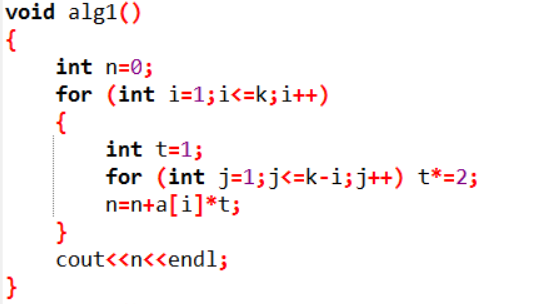 void alg1()
{
    int n=0;
    for (int i=1;i<=k;i++)
    {
        int t=1;
        for (int j=1;j<=k-i;j++) t*=2;
        n=n+a[i]*t;
    }
    cout<<n<<endl;
}